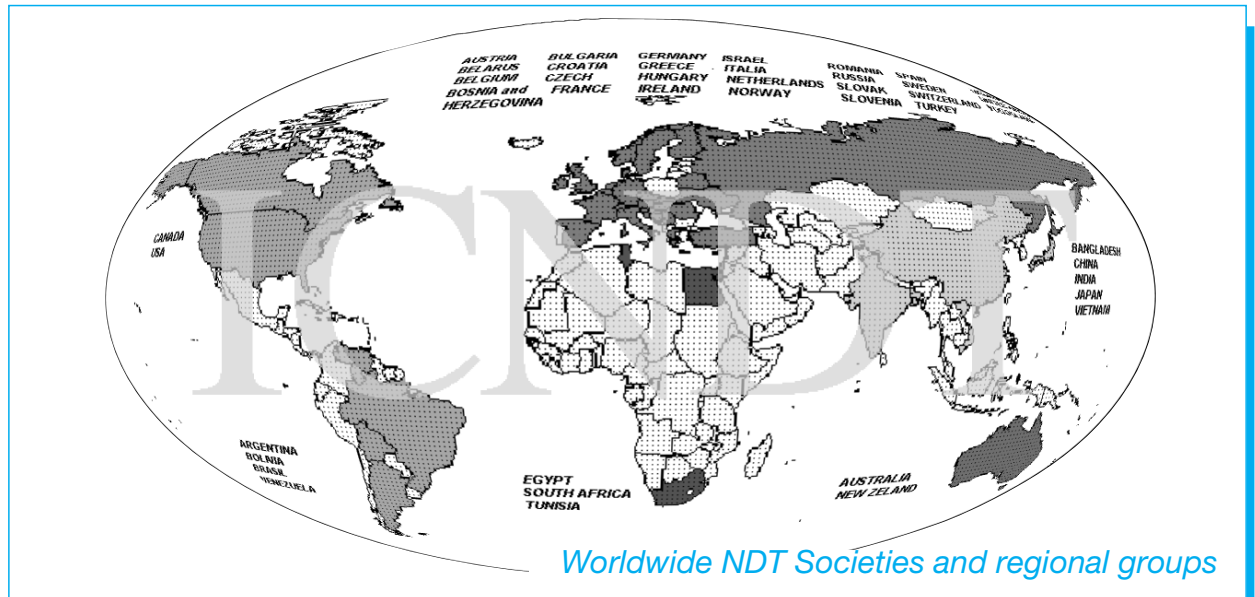 AUSTRIA
BELARUS
BELGIUM
BOSNIA and
HERZEGOVINA
BULGARIA
CROATIA
CZECH
FRANCE
GERMANY
GREECE
HUNGARY
IRELAND
ISRAEL
ITALIA
NETHERLANDS
NORWAY
ROMANIA
RUSSIA
SLOVAK
SLOVENIA
SPAIN
SWEDEN
SWITZERLAND
TURKEY
YUGOSLAVIA
ICNDT
CANADA
USA
BANGLADESH
CHINA
INDIA
JAPAN
VIETNAM
ARGENTINA
BOLIVIA
BRASIL
VENEZUELA
EGYPT
SOUTH AFRICA
TUNISIA
AUSTRALIA
NEW ZELAND
Worldwide NDT Societies and regional groups